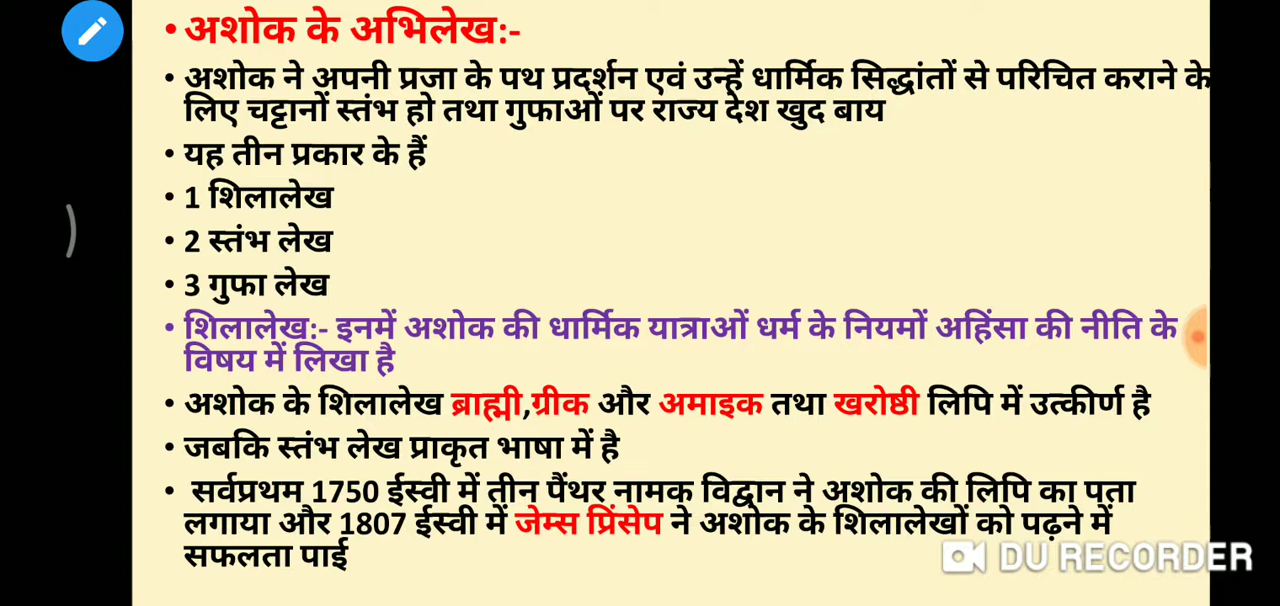 • अशोक के अभिलेख:-
• अशोक ने अपनी प्रजा के पथ प्रदर्शन एवं उन्हें धार्मिक सिद्धांतों से परिचित कराने के
लिए चट्टानों स्तंभ हो तथा गुफाओं पर राज्य देश खुद बाय
• यह तीन प्रकार के हैं
• 1 शिलालेख
• 2 स्तंभ लेख
• 3 गुफा लेख
• शिलालेख:- इनमें अशोक की धार्मिक यात्राओं धर्म के नियमों अहिंसा की नीति के
विषय में लिखा है
• अशोक के शिलालेख ब्राह्मी,ग्रीक और अमाइक तथा खरोष्ठी लिपि में उत्कीर्ण है
• जबकि स्तंभ लेख प्राकृत भाषा में है
• सर्वप्रथम 1750 ईस्वी में तीन पैंथर नामक विद्वान ने अशोक की लिपि का पता
लगाया और 1807 ईस्वी में जेम्स प्रिंसेप ने अशोक के शिलालेखों को पढ़ने में
सफलता पाई
DU RECORDER